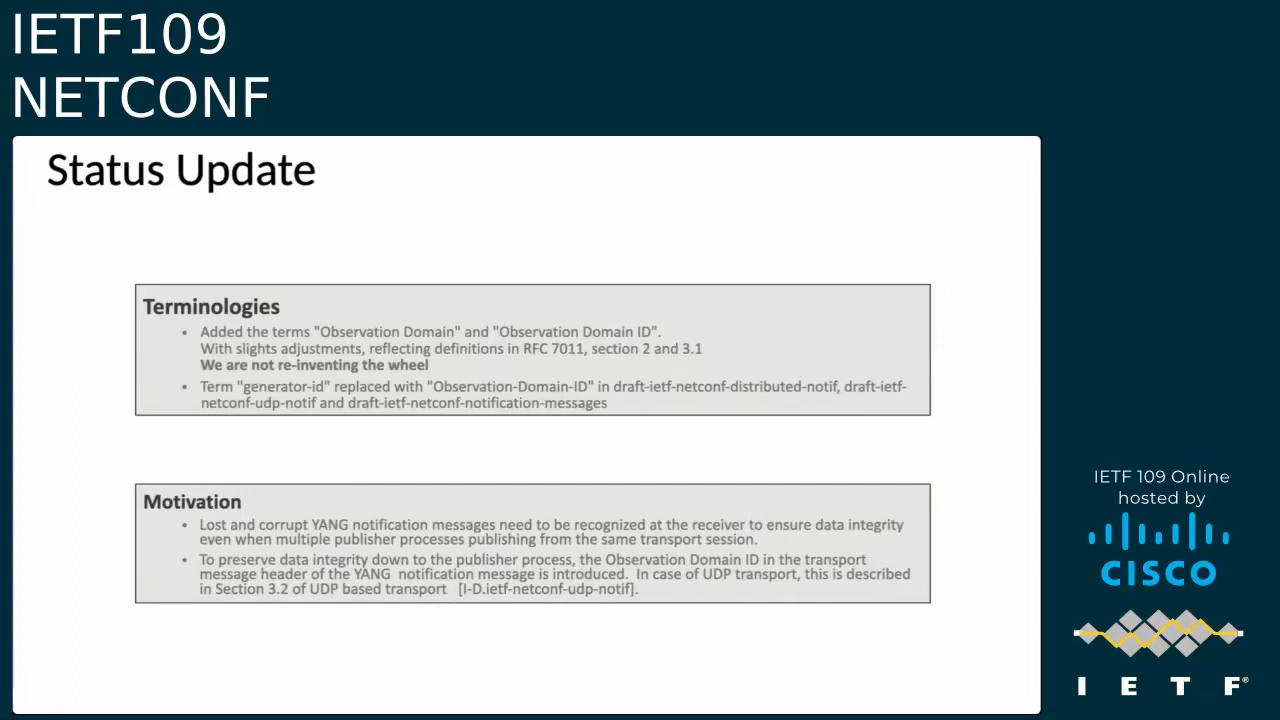 IETF109
NETCONF
Status Update
Terminologies
• Added the terms "Observation Domain" and "Observation Domain ID".
With slights adjustments, reflecting definitions in RFC 7011, section 2 and 3.1
We are not re-inventing the wheel
• Term "generator-id" replaced with "Observation-Domain-ID" in draft-ietf-netconf-distributed-notif, draft-ietf-
netconf-udp-notif and draft-ietf-netconf-notification-messages
Motivation
• Lost and corrupt YANG notification messages need to be recognized at the receiver to ensure data integrity
even when multiple publisher processes publishing from the same transport session.
• To preserve data integrity down to the publisher process, the Observation Domain ID in the transport
message header of the YANG notification message is introduced. In case of UDP transport, this is described
in Section 3.2 of UDP based transport [I-D.ietf-netconf-udp-notif].
IETF 109 Online
hosted by
CISCO
I E T F®